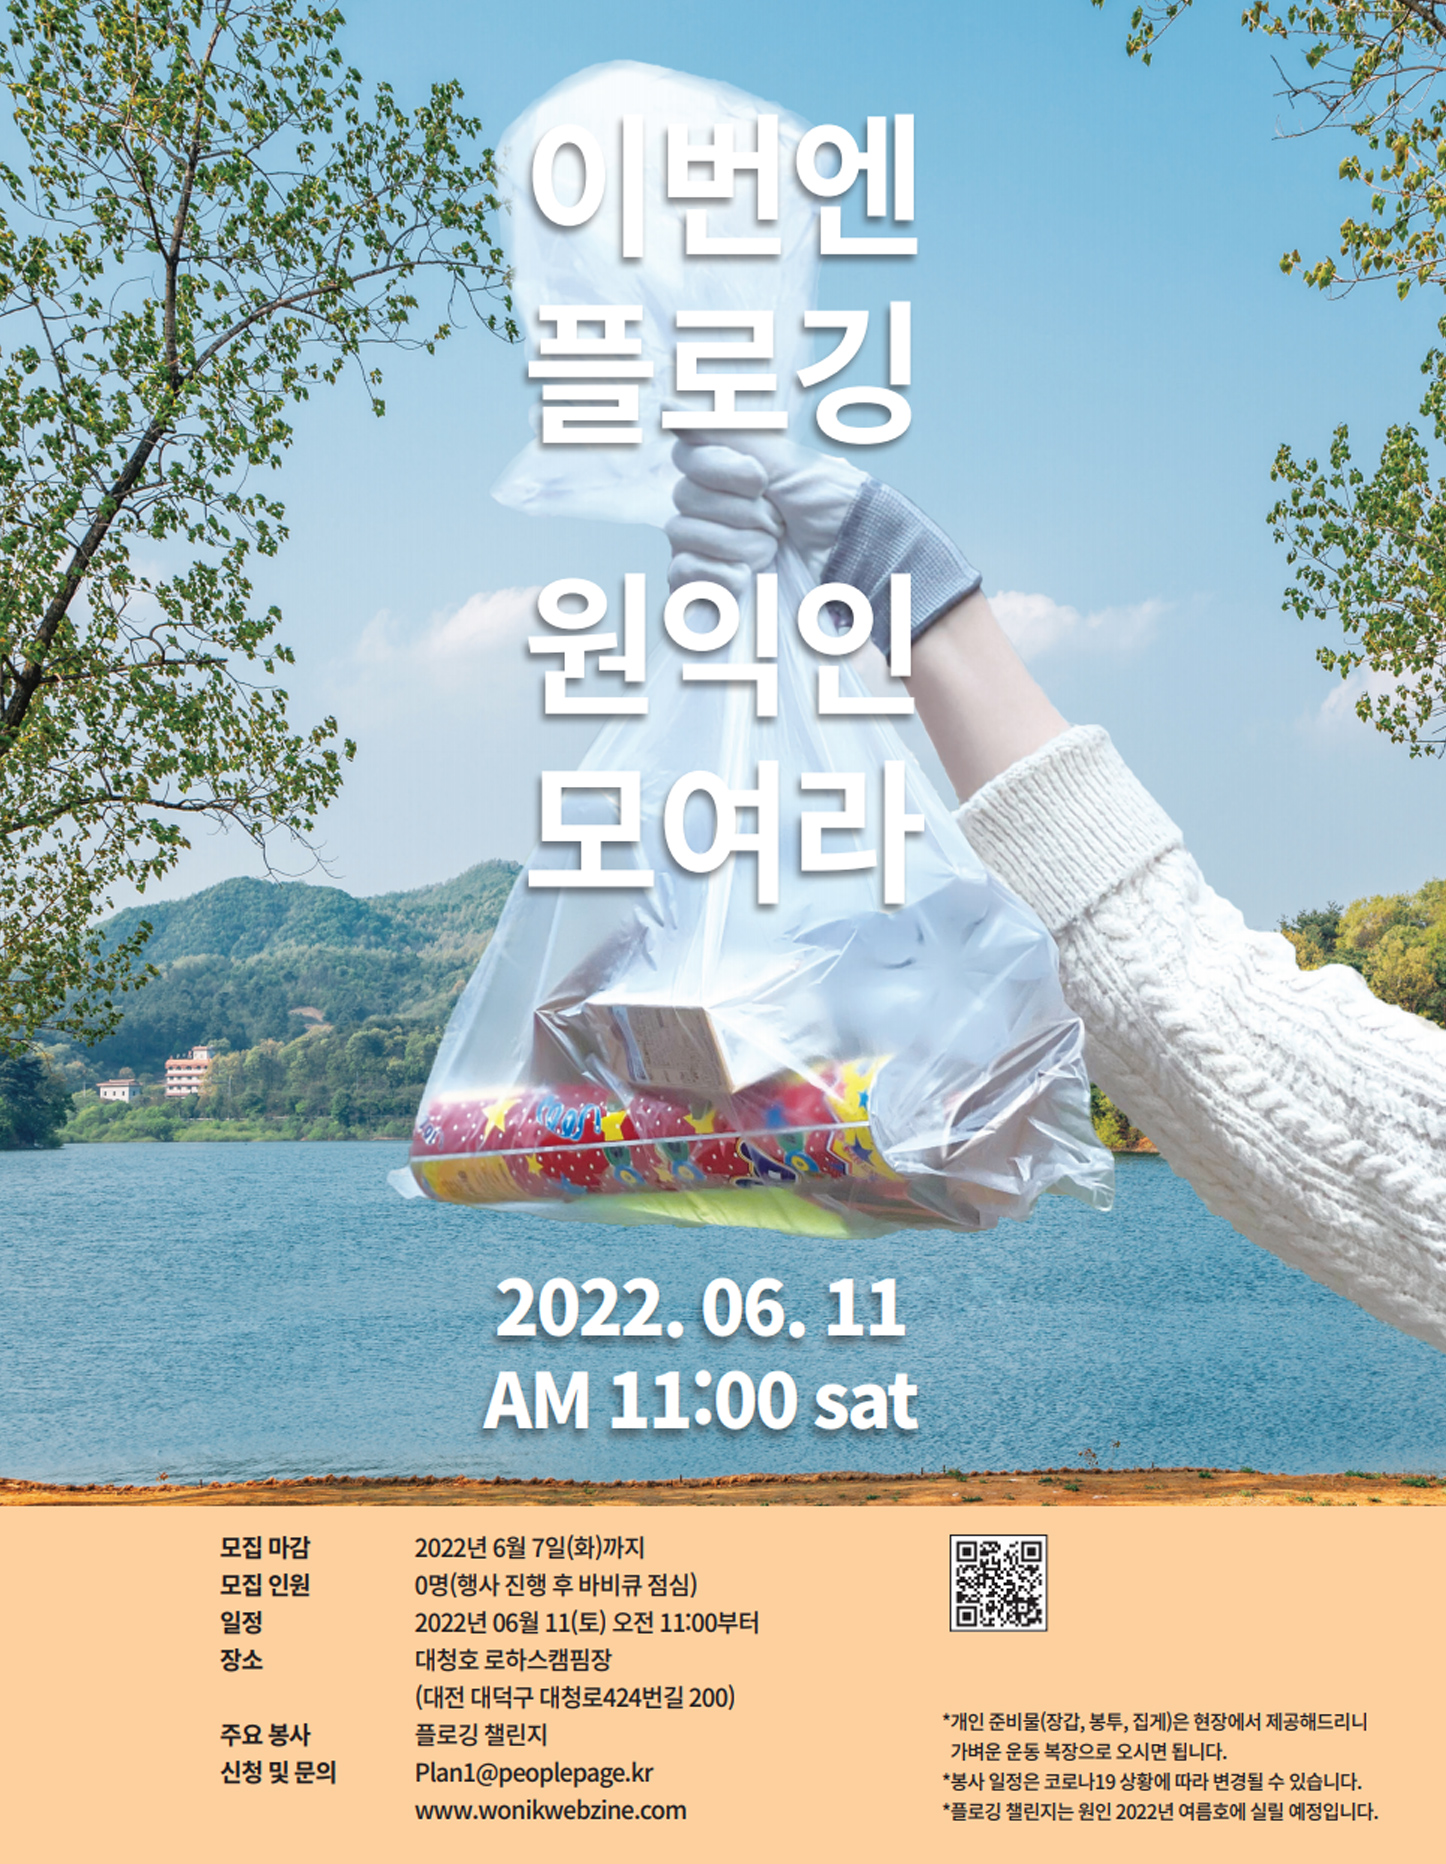 이번엔
플로깅
원익인
모여라
2022. 06. 11
AM 11:00 sat
모집 마감 2022년 6월 7일(화)까지
모집 인원 0명(행사 진행 후 바비큐 점심)
일정 2022년 06월 11(토) 오전 11:00부터
장소 대청호 로하스캠핌장
(대전 대덕구 대청로424번길 200)
주요 봉사 플로깅 챌린지
신청 및 문의 Plan1@peoplepage.kr
www.wonikwebzine.com
*개인 준비물(장갑, 봉투, 집게)은 현장에서 제공해드리니
가벼운 운동 복장으로 오시면 됩니다.
*봉사 일정은 코로나19 상황에 따라 변경될 수 있습니다.
*플로깅 챌린지는 원인 2022년 여름호에 실릴 예정입니다.